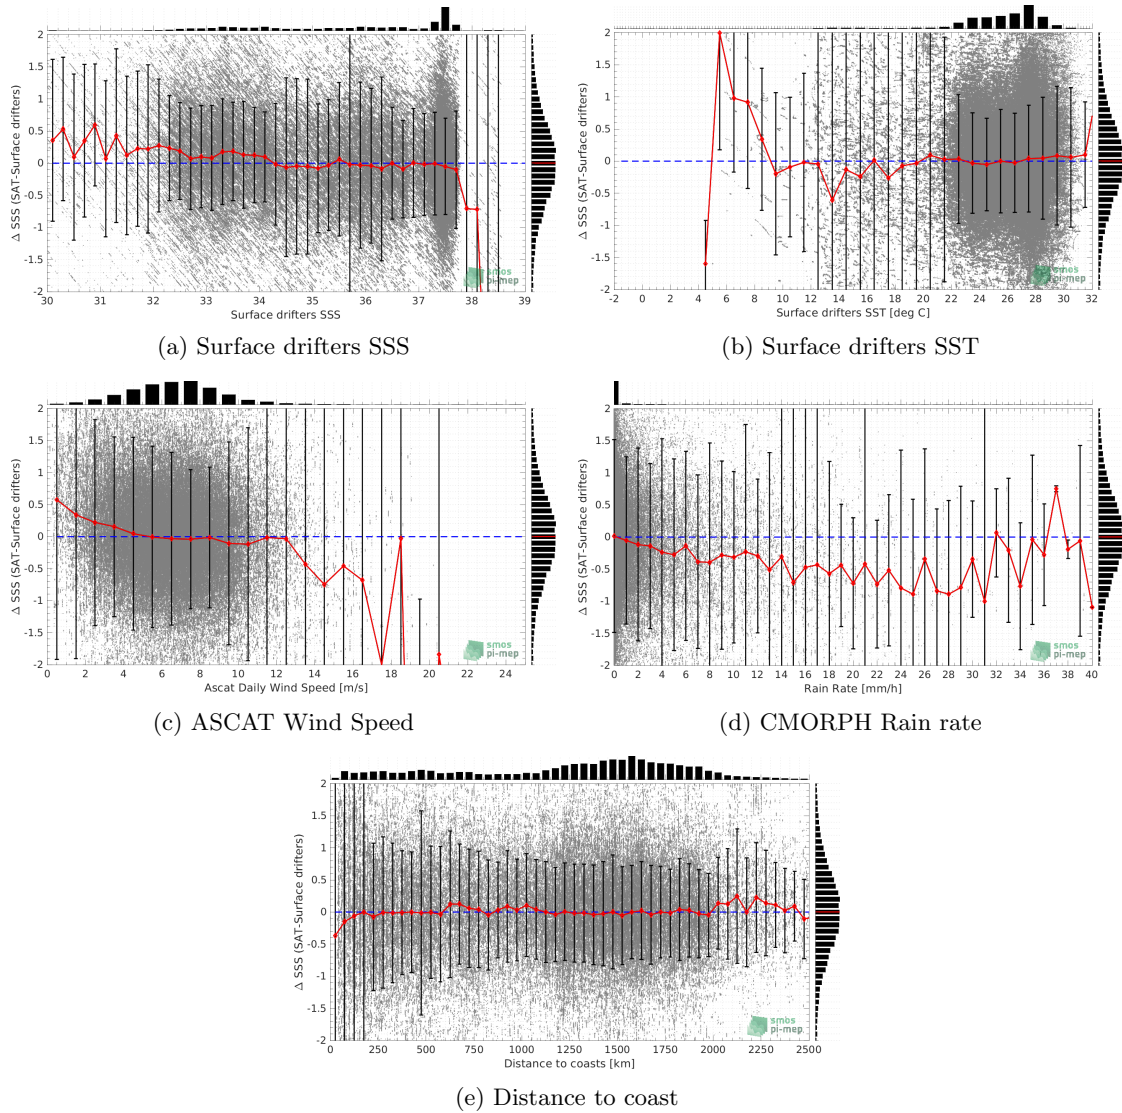 2
1.5
1
0.5
0
-0.5
-1
-1.5
-2
Δ SSS (SAT-Surface drifters)
30 31 32 33 34 35 36 37 38 39
Surface drifters SSS
smos
pi-mep
(a) Surface drifters SSS
2
1.5
1
0.5
0
-0.5
-1
-1.5
-2
Δ SSS (SAT-Surface drifters)
-2 0 2 4 6 8 10 12 14 16 18 20 22 24 26 28 30 32
Surface drifters SST [deg C]
smos
pi-mep
(b) Surface drifters SST
2
1.5
1
0.5
0
-0.5
-1
-1.5
-2
Δ SSS (SAT-Surface drifters)
0 2 4 6 8 10 12 14 16 18 20 22 24
Ascat Daily Wind Speed [m/s]
smos
pi-mep
(c) ASCAT Wind Speed
2
1.5
1
0.5
0
-0.5
-1
-1.5
-2
Δ SSS (SAT-Surface drifters)
0 2 4 6 8 10 12 14 16 18 20 22 24 26 28 30 32 34 36 38 40
Rain Rate [mm/h]
smos
pi-mep
(d) CMORPH Rain rate
2
1.5
1
0.5
0
-0.5
-1
-1.5
-2
Δ SSS (SAT-Surface drifters)
0 250 500 750 1000 1250 1500 1750 2000 2250 2500
Distance to coasts [km]
smos
pi-mep
(e) Distance to coast